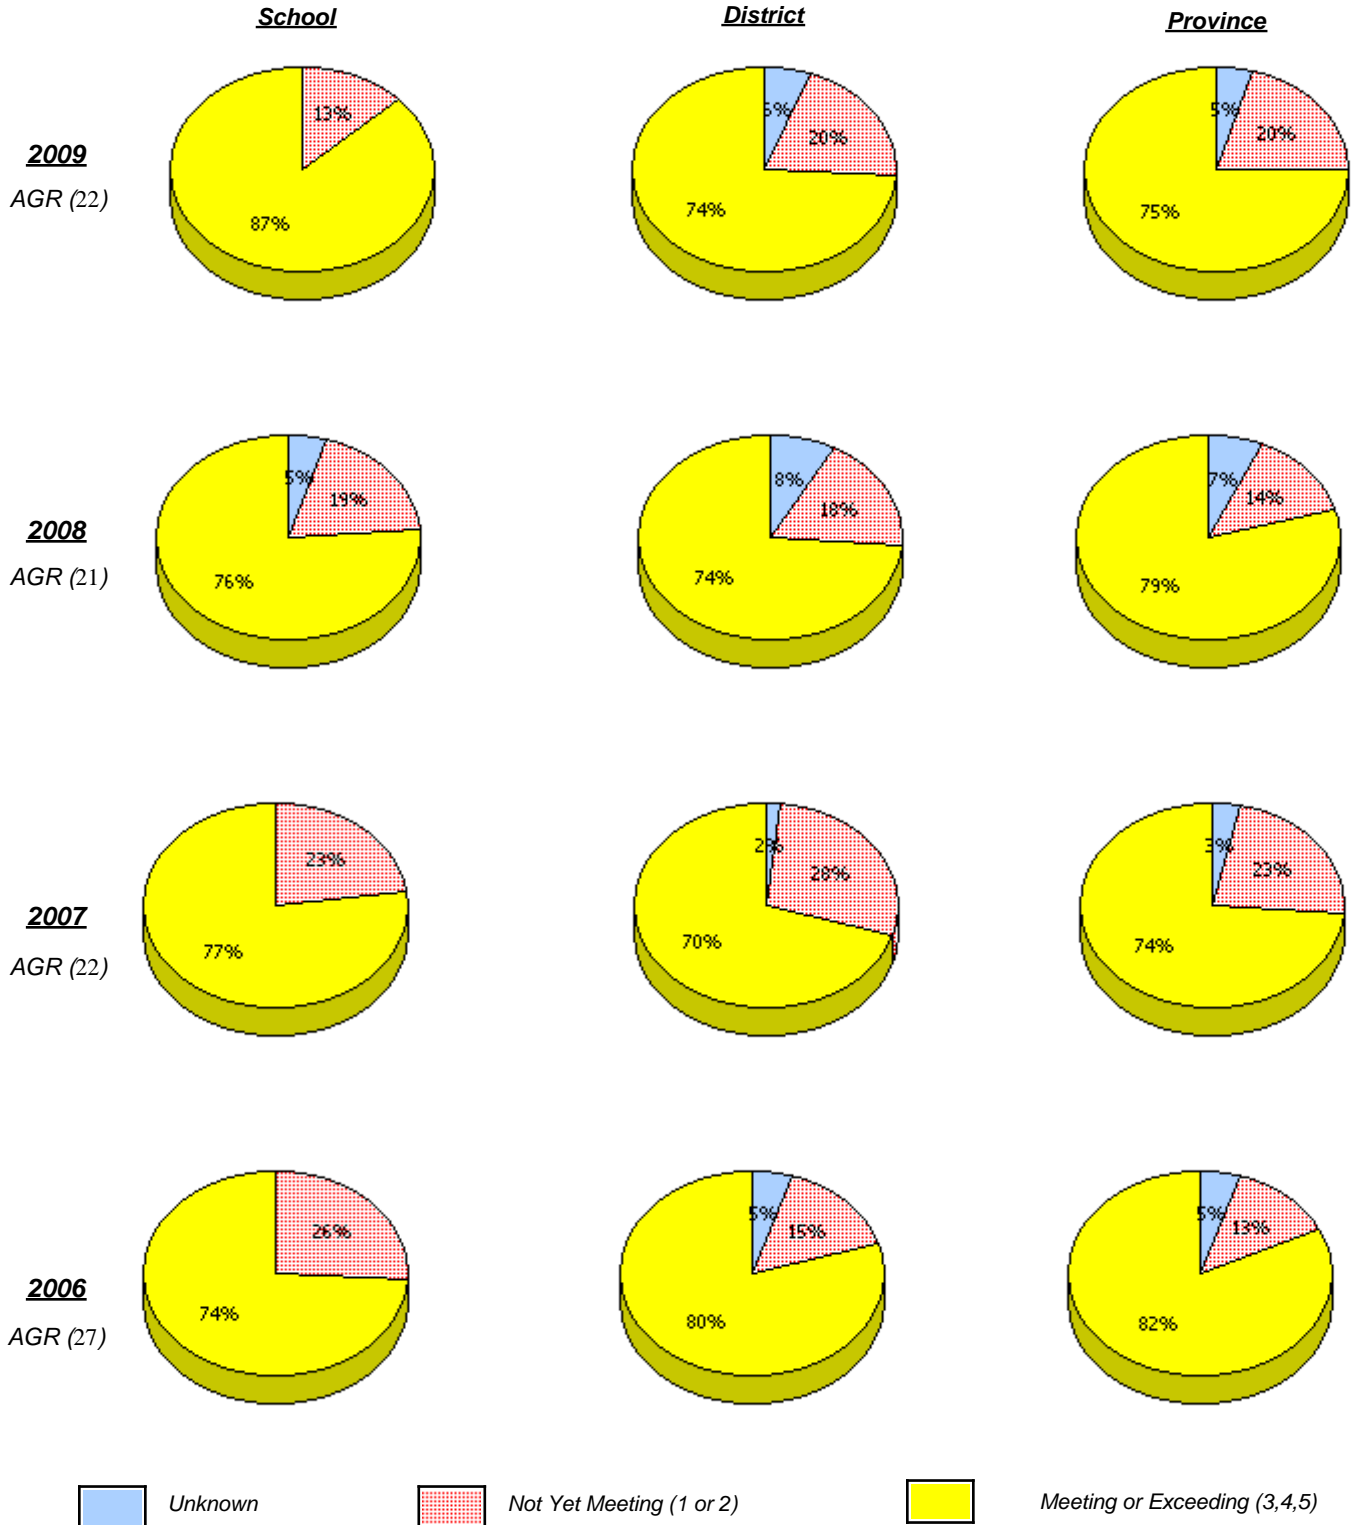 School District Province
13% 5% 20% 5% 20%
2009
AGR (22)
87% 74% 75%
5% 19% 8% 18% 7% 14%
2008
AGR (21)
76% 74% 79%
23% 2% 28% 3% 23%
2007
AGR (22)
77% 70% 74%
26% 5% 15% 5% 13%
2006
AGR (27)
74% 80% 82%
Unknown Not Yet Meeting (1 or 2) Meeting or Exceeding (3,4,5)